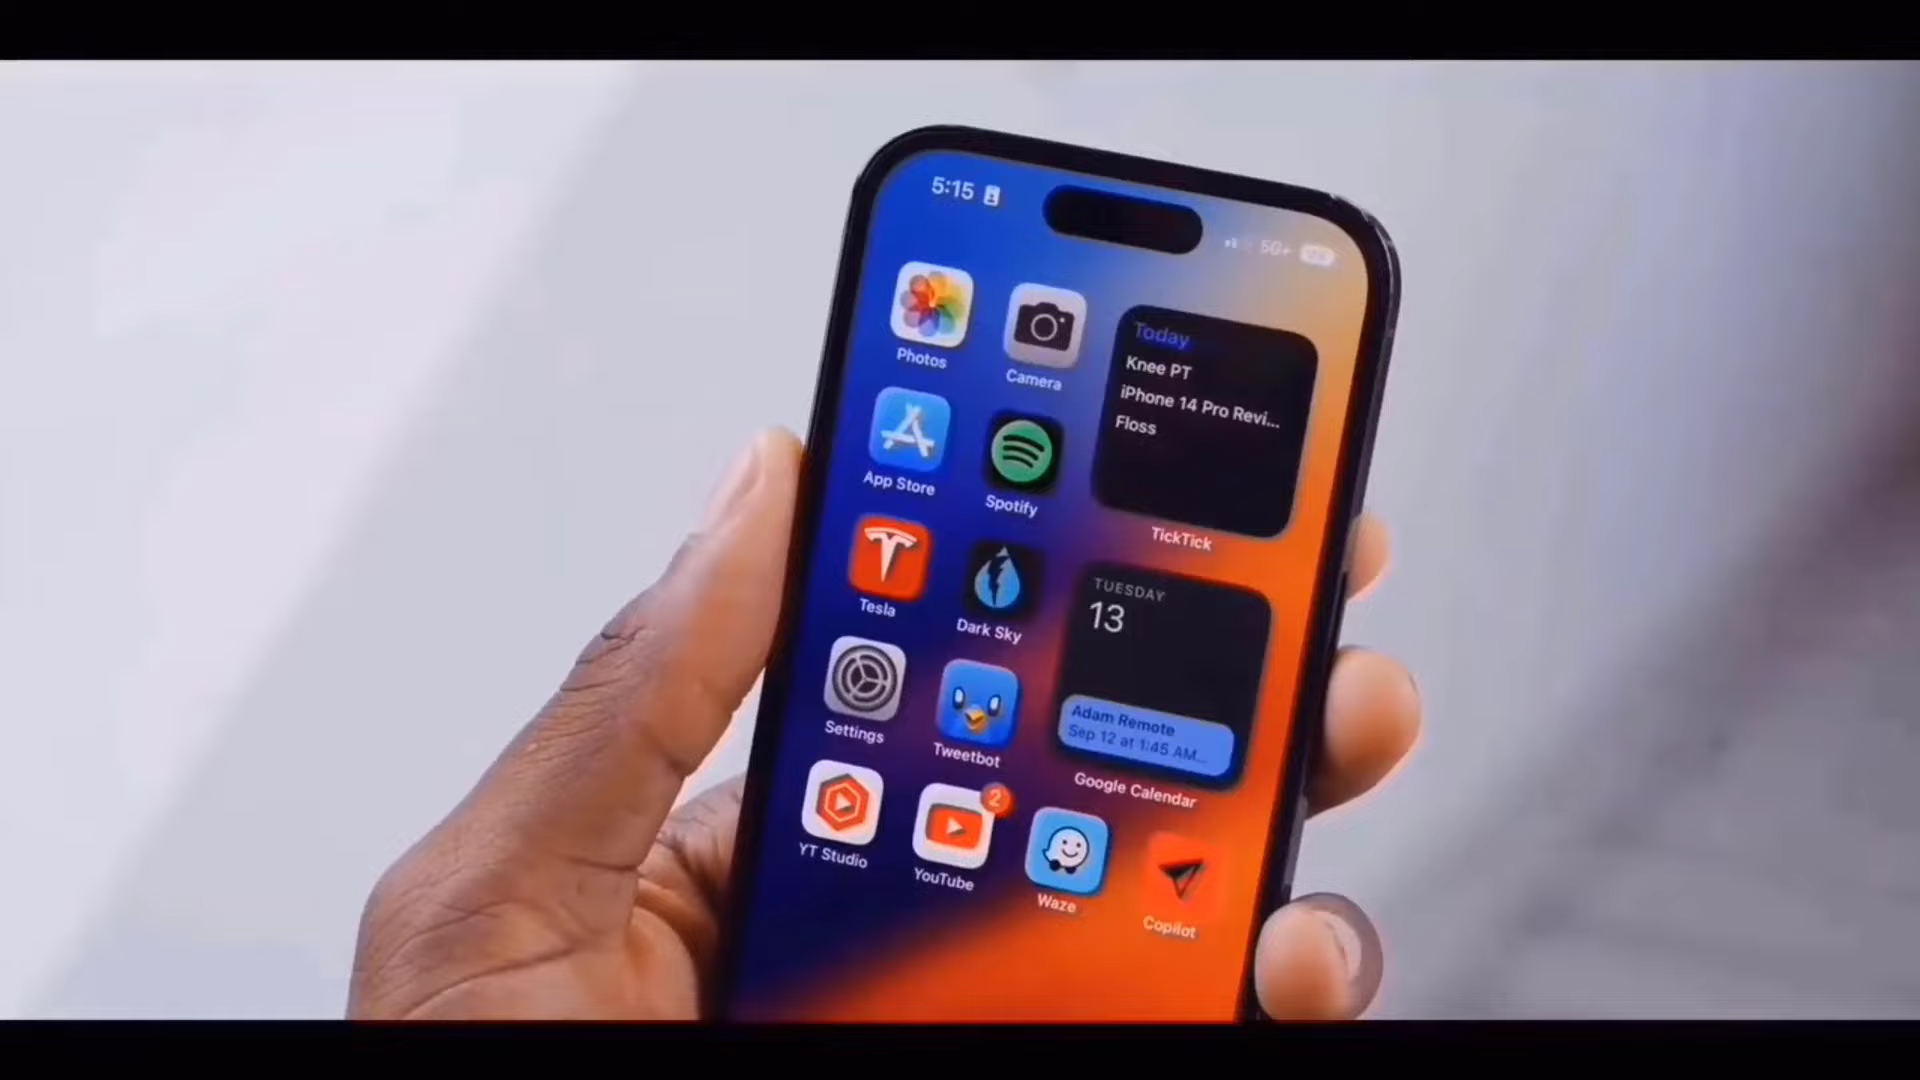 5:15
5G+
Photos
Camera
Today
Knee PT
iPhone 14 Pro Revi...
Floss
TickTick
App Store
Spotify
Tesla
Dark Sky
TUESDAY
13
Adam Remote
Sep 12 at 1:45 AM...
Google Calendar
Settings
Tweetbot
YT Studio
2
YouTube
Waze
Copilot